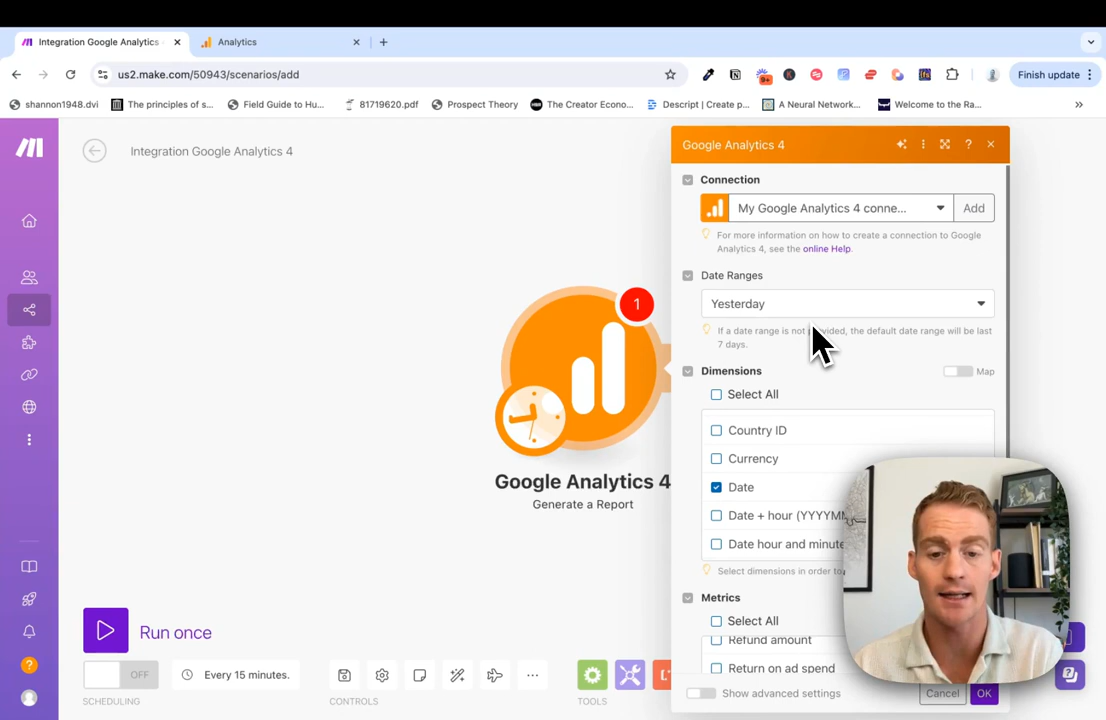 Integration Google Analytics
Analytics
us2.make.com/50943/scenarios/add
9+
Finish update
shannon1948.dvi
The principles of s...
Field Guide to Hu...
81719620.pdf
Prospect Theory
The Creator Econo...
Descript | Create p...
A Neural Network...
Welcome to the Ra...
Integration Google Analytics 4
Google Analytics 4
Connection
My Google Analytics 4 conne...
Add
For more information on how to create a connection to Google
Analytics 4, see the online Help.
Date Ranges
Yesterday
If a date range is not provided, the default date range will be last
7 days.
Dimensions
Map
Select All
Country ID
Currency
Date
Date + hour (YYYYMM
Date hour and minute
Select dimensions in order to
Metrics
Select All
Refund amount
Return on ad spend
Show advanced settings
Cancel
OK
1
Google Analytics 4
Generate a Report
Run once
OFF
Every 15 minutes.
SCHEDULING
CONTROLS
TOOLS